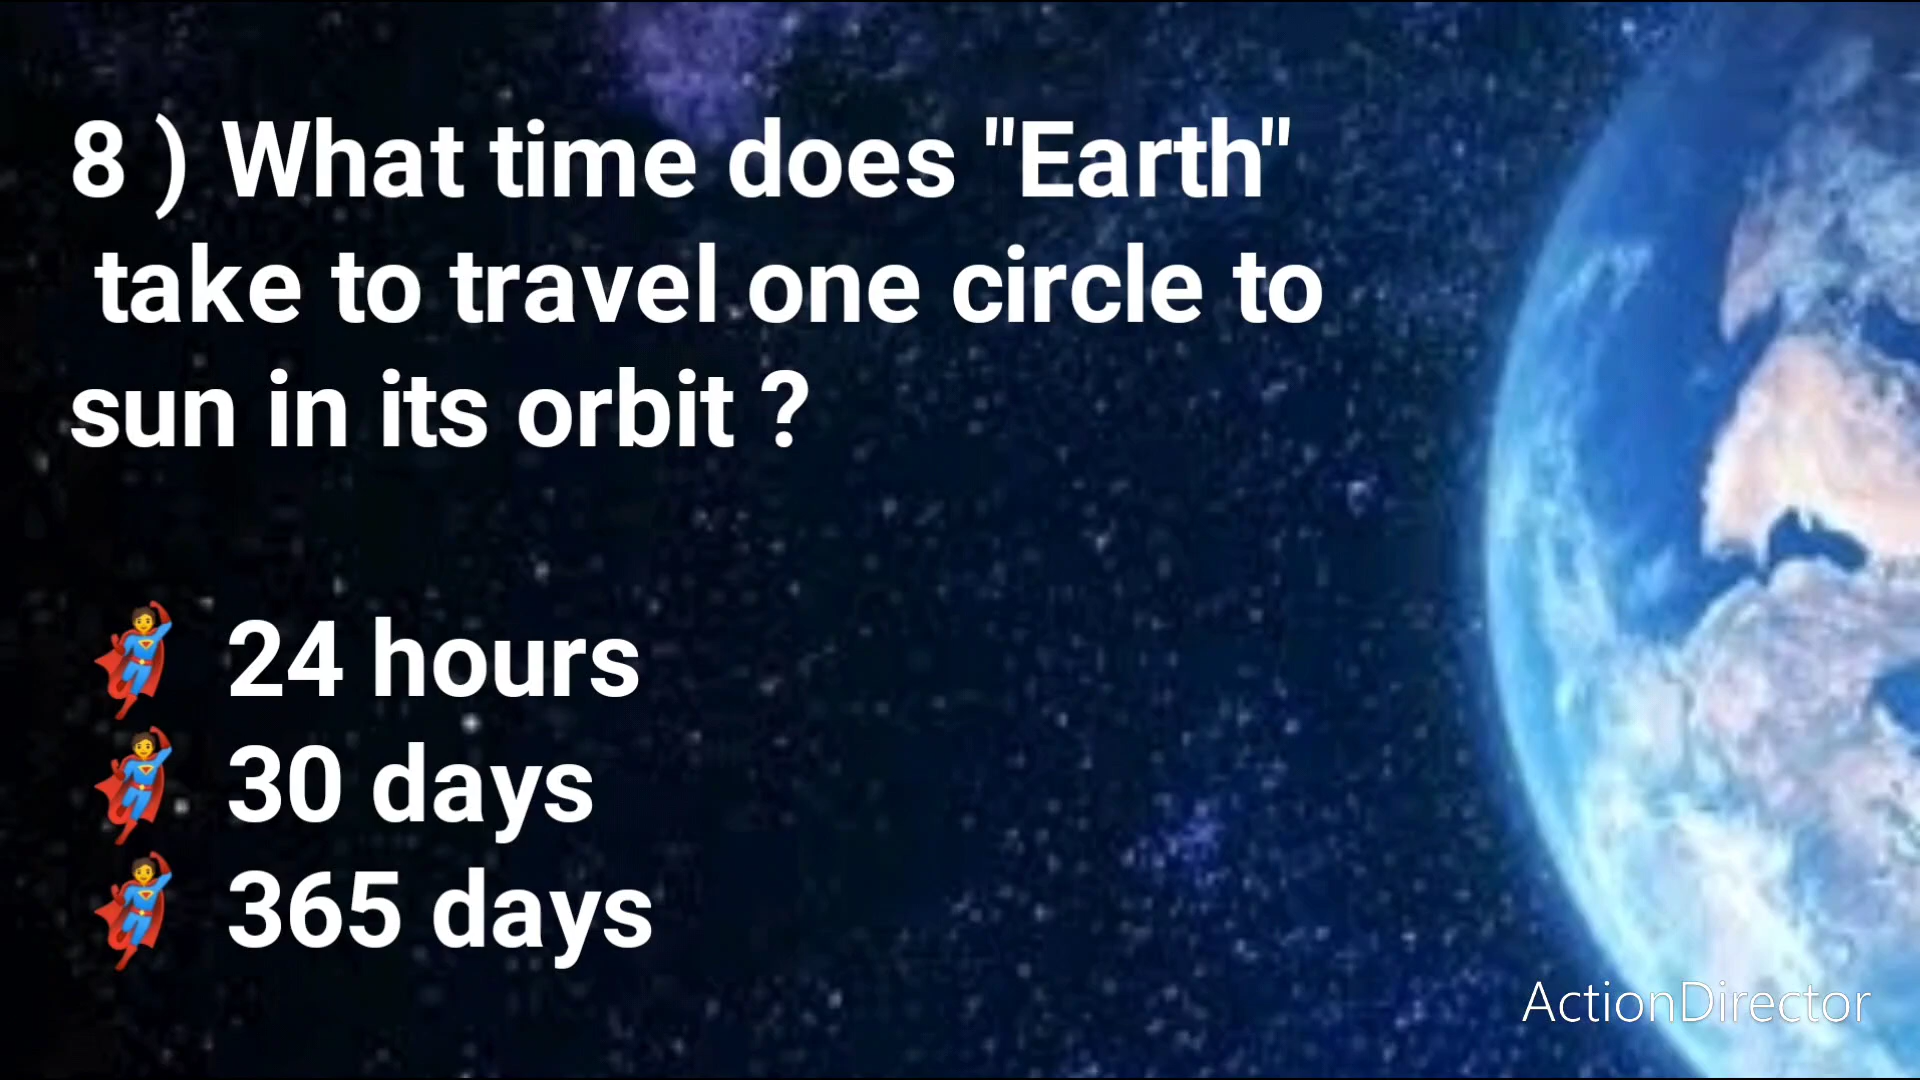 8 ) What time does "Earth"
take to travel one circle to
sun in its orbit ?
24 hours
30 days
365 days
ActionDirector